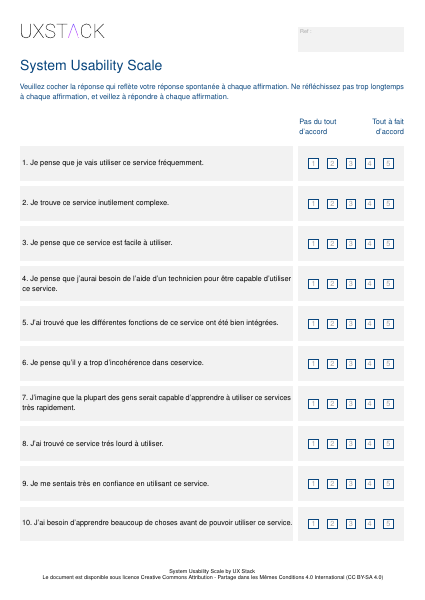 UXSTACK
Ref:
System Usability Scale
Veuillez cocher la réponse qui reflète votre réponse spontanée à chaque affirmation. Ne réfléchissez pas trop longtemps
à chaque affirmation, et veillez à répondre à chaque affirmation.
Pas du tout Tout à fait
d'accord d'accord
1. Je pense que je vais utiliser ce service fréquemment. 1 2 3 4 5
2. Je trouve ce service inutilement complexe. 1 2 3 4 5
3. Je pense que ce service est facile à utiliser. 1 2 3 4 5
4. Je pense que j'aurai besoin de l'aide d'un technicien pour être capable d'utiliser
ce service. 1 2 3 4 5
5. J'ai trouvé que les différentes fonctions de ce service ont été bien intégrées. 1 2 3 4 5
6. Je pense qu'il y a trop d'incohérence dans ceservice. 1 2 3 4 5
7. J'imagine que la plupart des gens serait capable d'apprendre à utiliser ce services
très rapidement. 1 2 3 4 5
8. J'ai trouvé ce service trés lourd à utiliser. 1 2 3 4 5
9. Je me sentais très en confiance en utilisant ce service. 1 2 3 4 5
10. J'ai besoin d'apprendre beaucoup de choses avant de pouvoir utiliser ce service. 1 2 3 4 5
System Usability Scale by UX Stack
Le document est disponible sous licence Creative Commons Attribution - Partage dans les Mêmes Conditions 4.0 International (CC BY-SA 4.0)